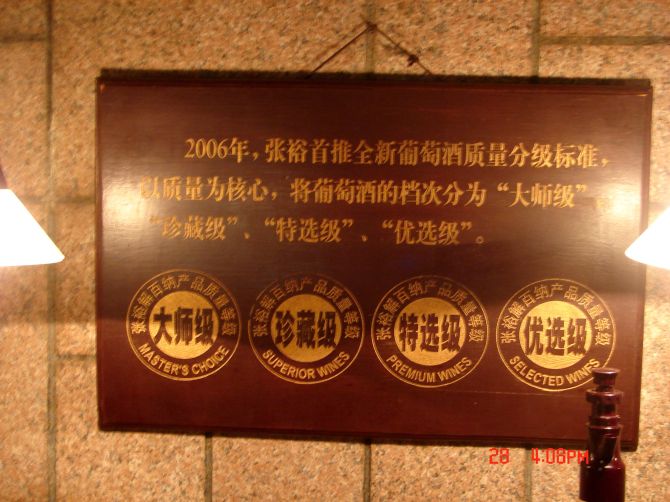 2006年，张裕首推全新葡萄酒质量分级标准，
以质量为核心，将葡萄酒的档次分为“大师级”、
“珍藏级”、“特选级”、“优选级”。
张裕解百纳产品质量等级
大师级
MASTER'S CHOICE
张裕解百纳产品质量等级
珍藏级
SUPERIOR WINES
张裕解百纳产品质量等级
特选级
PREMIUM WINES
张裕解百纳产品质量等级
优选级
SELECTED WINES
28 4:08PM